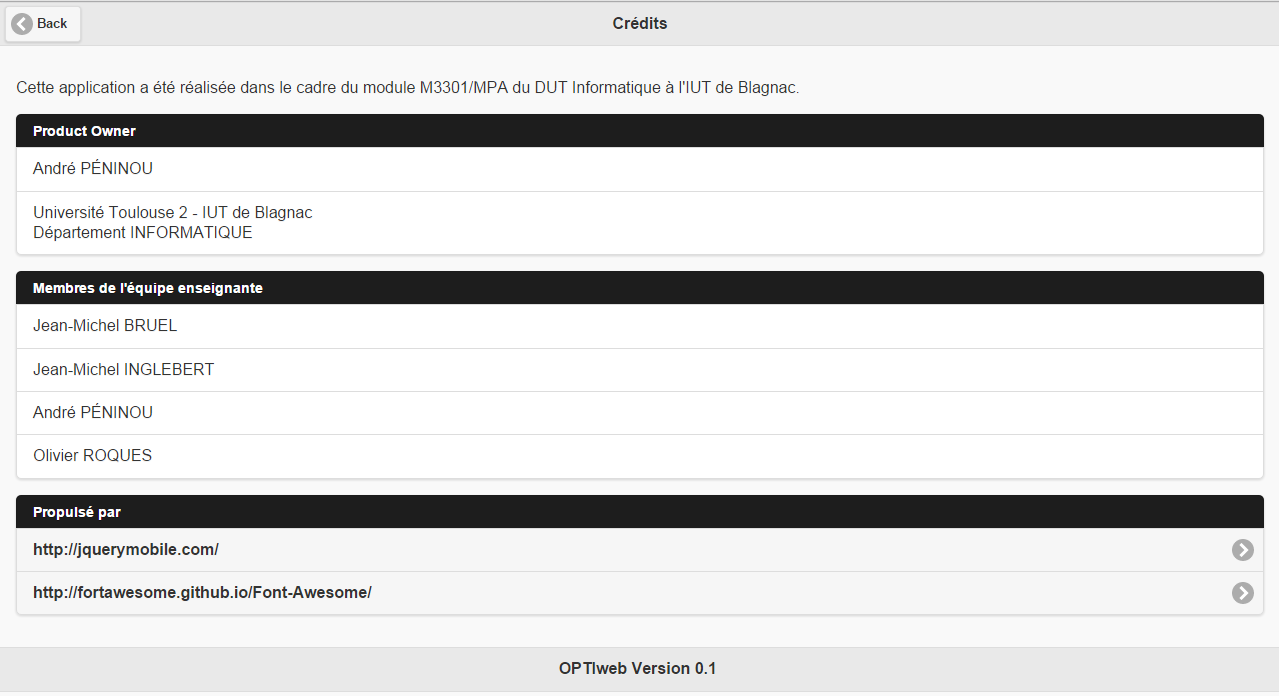 Back
Crédits
Cette application a été réalisée dans le cadre du module M3301/MPA du DUT Informatique à l'IUT de Blagnac.
Product Owner
André PÉNINOU
Université Toulouse 2 - IUT de Blagnac
Département INFORMATIQUE
Membres de l'équipe enseignante
Jean-Michel BRUEL
Jean-Michel INGLEBERT
André PÉNINOU
Olivier ROQUES
Propulsé par
http://jquerymobile.com/
http://fortawesome.github.io/Font-Awesome/
OPTIweb Version 0.1